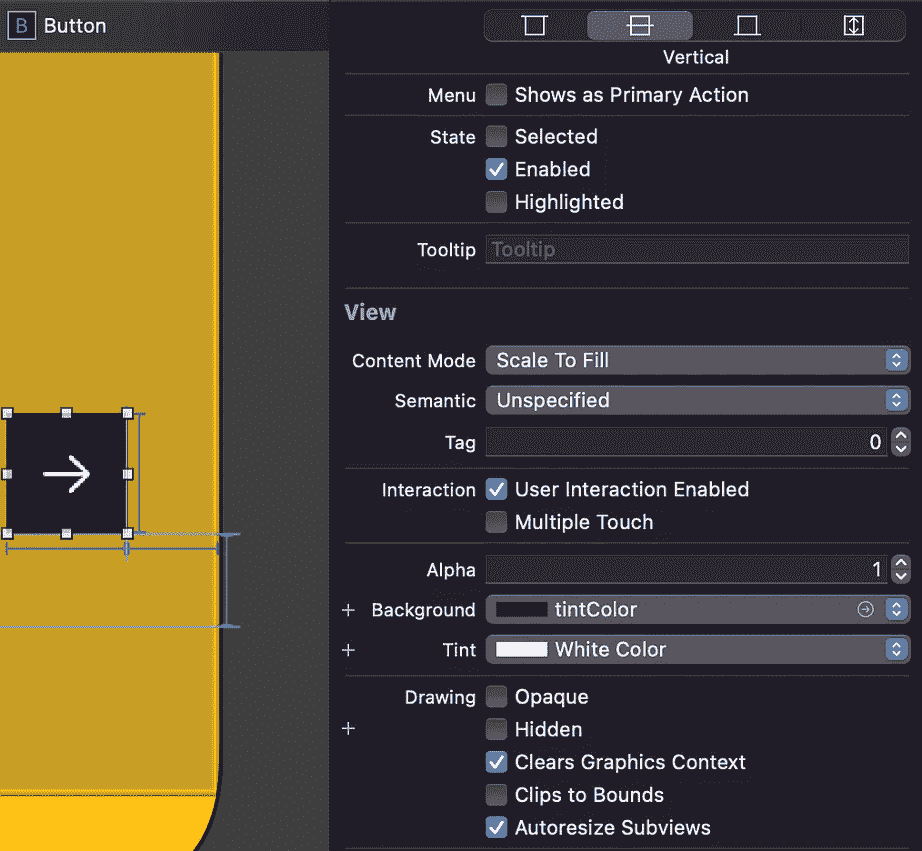 B Button
Vertical
Menu Shows as Primary Action
State Selected
Enabled
Highlighted
Tooltip Tooltip
View
Content Mode Scale To Fill
Semantic Unspecified
Tag 0
Interaction User Interaction Enabled
Multiple Touch
Alpha 1
+ Background tintColor
+ Tint White Color
Drawing Opaque
+ Hidden
Clears Graphics Context
Clips to Bounds
Autoresize Subviews